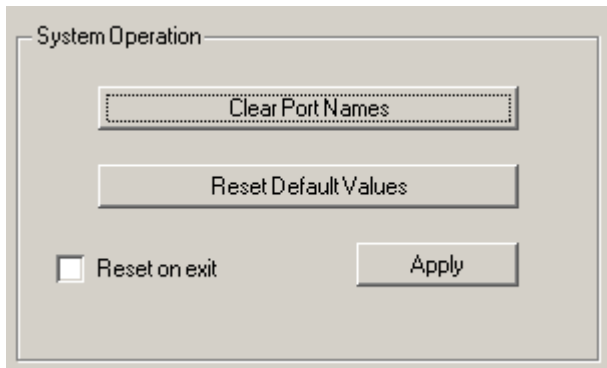 System Operation
Clear Port Names
Reset Default Values
Reset on exit
Apply